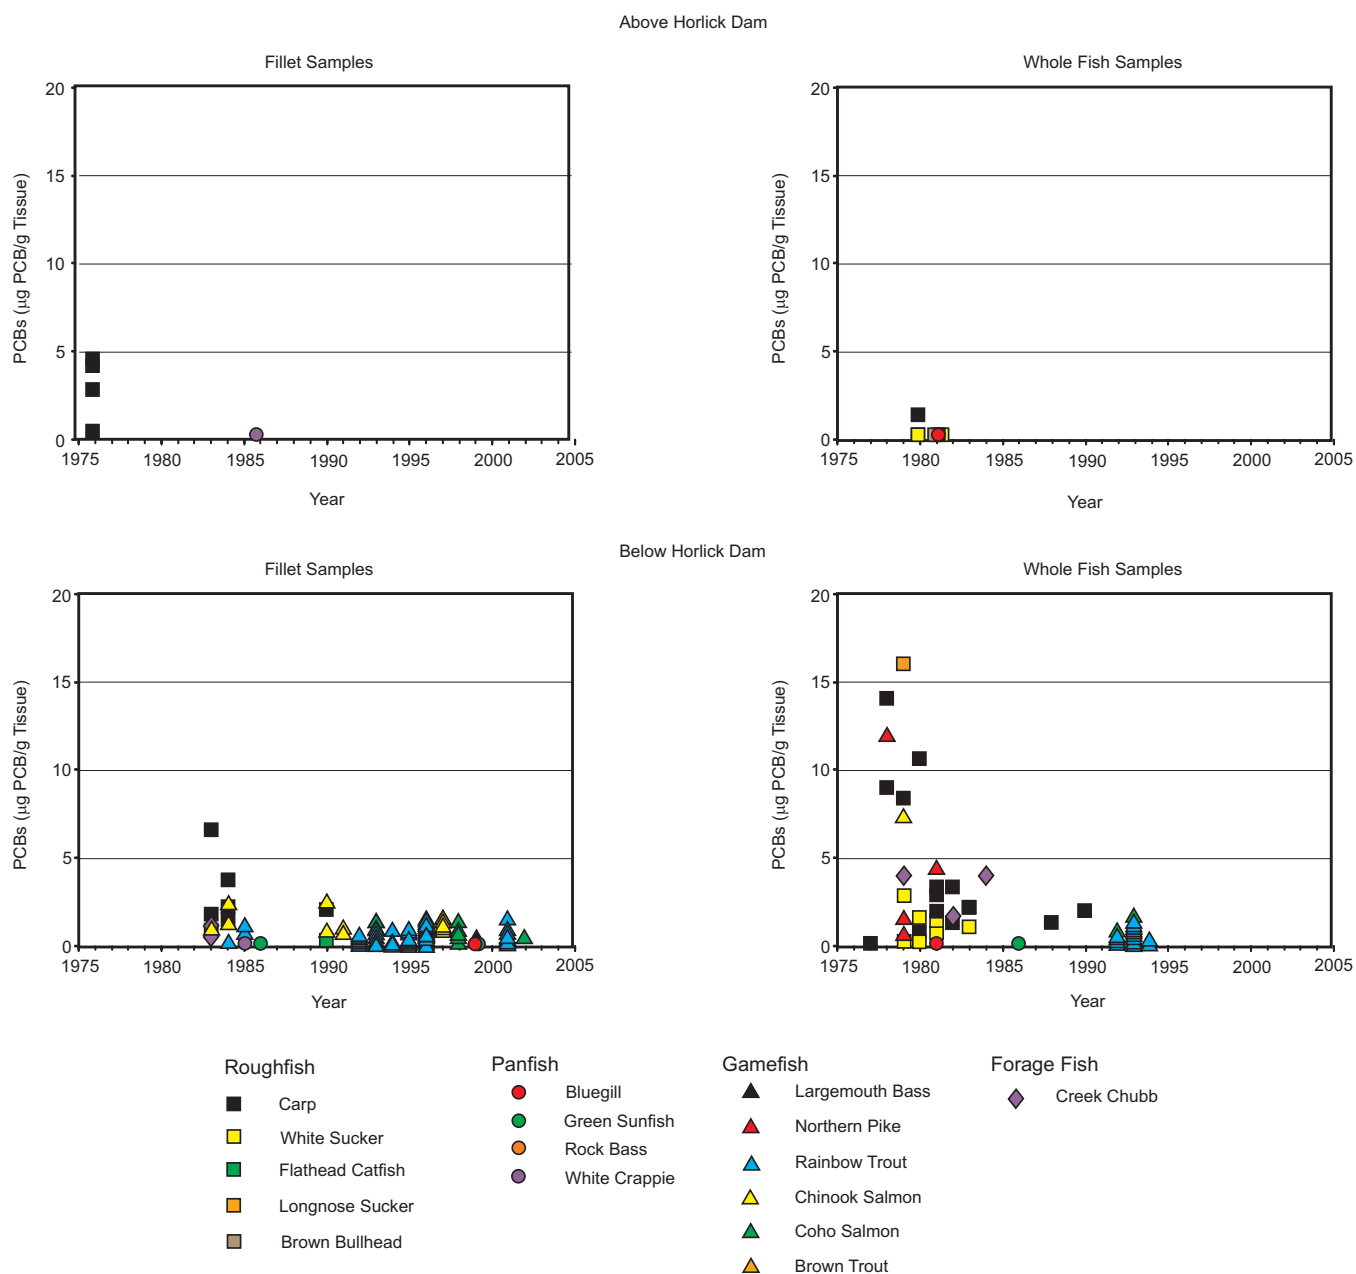 Above Horlick Dam
Fillet Samples
Whole Fish Samples
PCBs (µg PCB/g Tissue)
20
15
10
5
0
1975 1980 1985 1990 1995 2000 2005
Year
PCBs (µg PCB/g Tissue)
20
15
10
5
0
1975 1980 1985 1990 1995 2000 2005
Year
Below Horlick Dam
Fillet Samples
Whole Fish Samples
PCBs (µg PCB/g Tissue)
20
15
10
5
0
1975 1980 1985 1990 1995 2000 2005
Year
PCBs (µg PCB/g Tissue)
20
15
10
5
0
1975 1980 1985 1990 1995 2000 2005
Year
Roughfish
Carp
White Sucker
Flathead Catfish
Longnose Sucker
Brown Bullhead
Panfish
Bluegill
Green Sunfish
Rock Bass
White Crappie
Gamefish
Largemouth Bass
Northern Pike
Rainbow Trout
Chinook Salmon
Coho Salmon
Brown Trout
Forage Fish
Creek Chubb